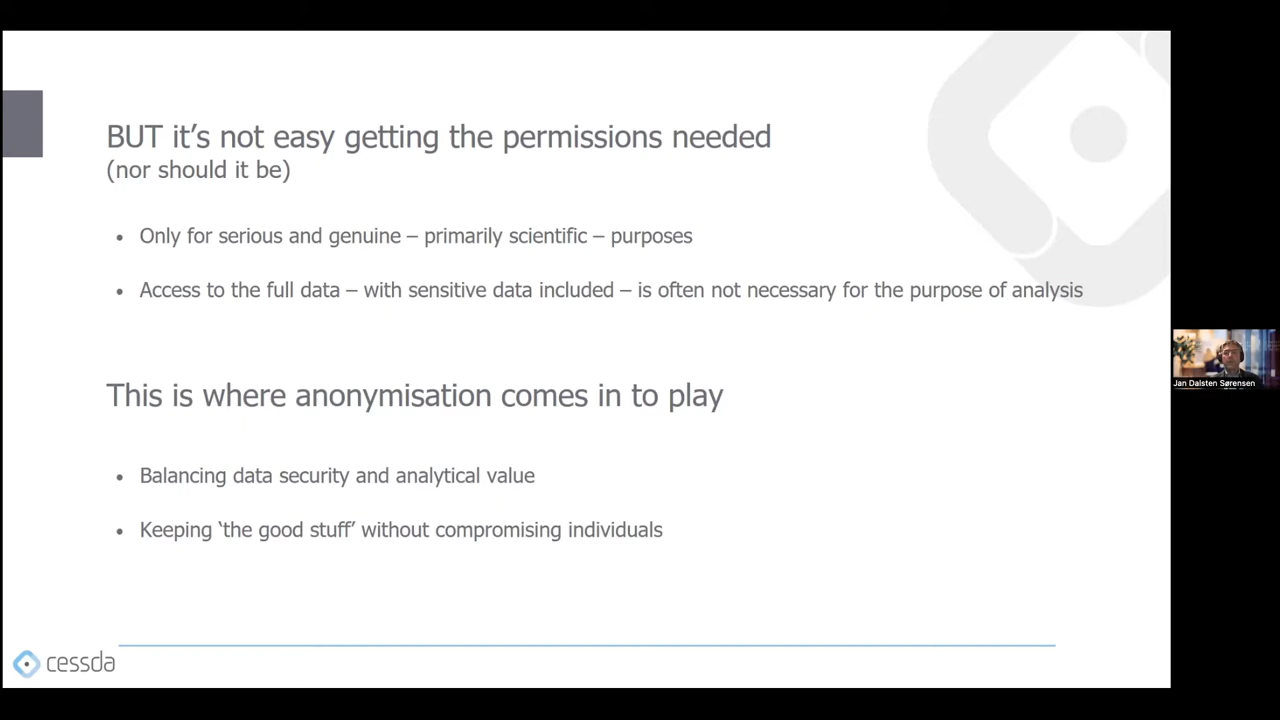 BUT it's not easy getting the permissions needed
(nor should it be)
• Only for serious and genuine – primarily scientific – purposes
• Access to the full data – with sensitive data included – is often not necessary for the purpose of analysis
This is where anonymisation comes in to play
• Balancing data security and analytical value
• Keeping ‘the good stuff’ without compromising individuals
cessda
Jan Dalsten Sørensen